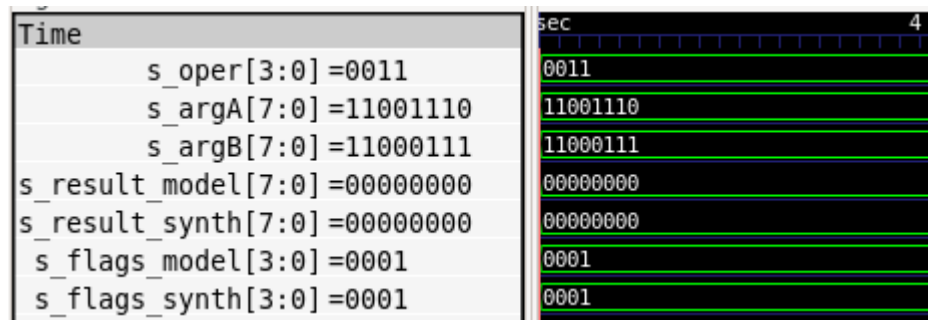 Time
s_oper[3:0]=0011
s_argA[7:0]=11001110
s_argB[7:0]=11000111
s_result_model[7:0]=00000000
s_result_synth[7:0]=00000000
s_flags_model[3:0]=0001
s_flags_synth[3:0]=0001
sec 4
0011
11001110
11000111
00000000
00000000
0001
0001